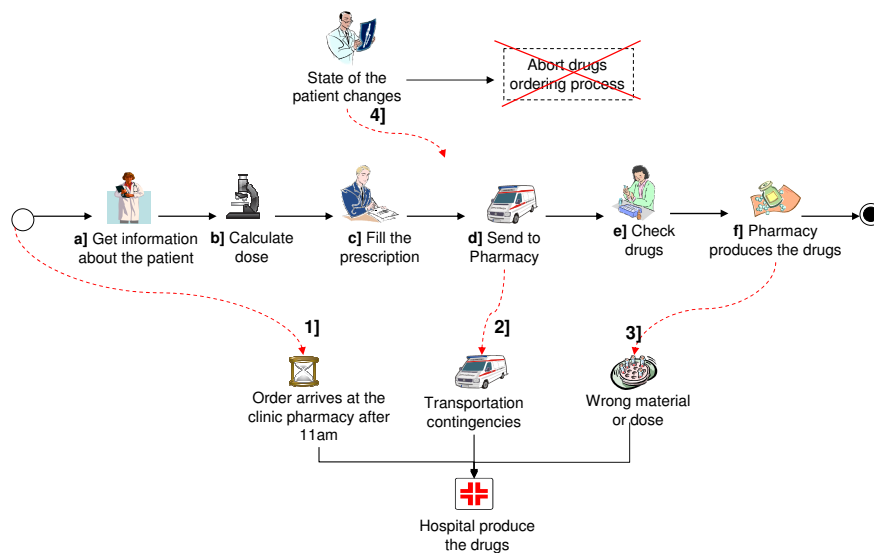 State of the
patient changes
Abort drugs
ordering process
4]
a] Get information
about the patient
b] Calculate
dose
c] Fill the
prescription
d] Send to
Pharmacy
e] Check
drugs
f] Pharmacy
produces the drugs
1]
2]
3]
Order arrives at the
clinic pharmacy after
11am
Transportation
contingencies
Wrong material
or dose
Hospital produce
the drugs